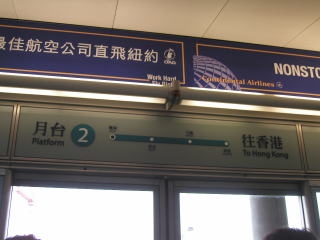 最佳航空公司直飛紐約
Work Hard
Fly Right
Continental Airlines
NONSTO
月台
Platform
2
往香港
To Hong Kong